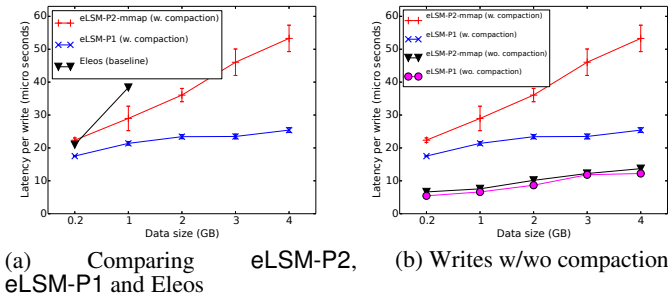 60
50
40
30
20
10
0
Latency per write (micro seconds)
eLSM-P2-mmap (w. compaction)
eLSM-P1 (w. compaction)
Eleos (baseline)
0.2 1 2 3 4
Data size (GB)
(a) Comparing eLSM-P2,
eLSM-P1 and Eleos
60
50
40
30
20
10
0
Latency per write (micro seconds)
eLSM-P2-mmap (w. compaction)
eLSM-P1 (w. compaction)
eLSM-P2-mmap (wo. compaction)
eLSM-P1 (wo. compaction)
0.2 1 2 3 4
Data size (GB)
(b) Writes w/wo compaction